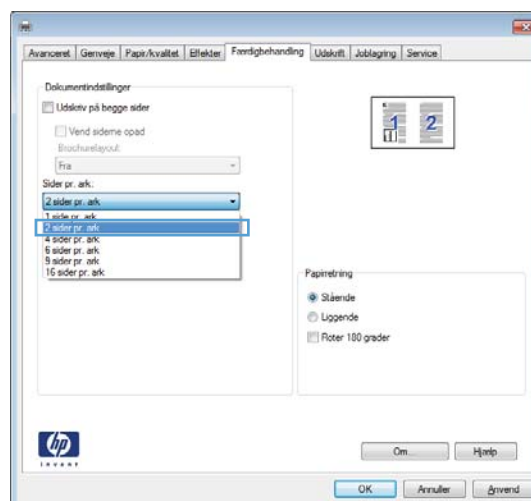 Avanceret Genveje Papir/kvalitet Effekter Færdigbehandling Udskrift Joblagring Service
Dokumentindstillinger
Udskriv på begge sider
Vend siderne opad
Brochurelayout:
Fra
Sider pr. ark:
2 sider pr. ark
1 side pr. ark
2 sider pr. ark
4 sider pr. ark
6 sider pr. ark
9 sider pr. ark
16 sider pr. ark
1 2
Papirretning
Stående
Liggende
Roter 180 grader
hp
invent
Om... Hjælp
OK Annuller Anvend